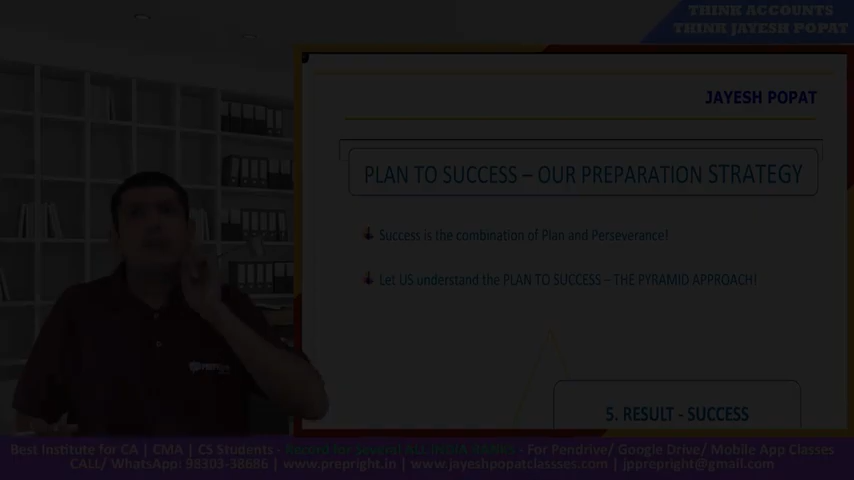 THINK ACCOUNTS
THINK JAYESH POPAT
JAYESH POPAT
PLAN TO SUCCESS – OUR PREPARATION STRATEGY
Success is the combination of Plan and Perseverance!
Let US understand the PLAN TO SUCCESS – THE PYRAMID APPROACH!
5. RESULT - SUCCESS
Best Institute for CA | CMA | CS Students - Record for several ALL INDIA RANKS - For Pendrive/ Google Drive/ Mobile App Classes
CALL/ WhatsApp: 98303-38686 | www.prepright.in | www.jayeshpopatclassses.com | jpprepright@gmail.com